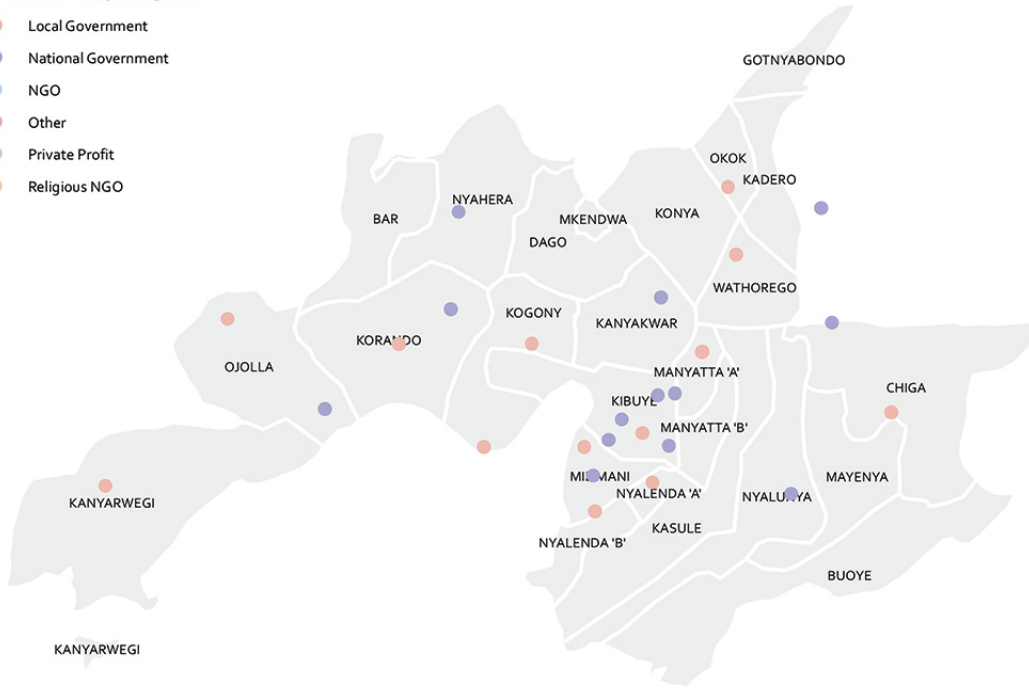 Local Government
National Government
NGO
Other
Private Profit
Religious NGO
GOTNYABONDO
OKOK
KADERO
NYAHERA
BAR
MKENDWA
KONYA
DAGO
WATHOREGO
KOGONY
KANYAKWAR
KORANDO
OJOLLA
MANYATTA 'A'
CHIGA
KIBUYE
MANYATTA 'B'
MAYENYA
KANYARWEGI
NYALENDA 'A'
KASULE
NYALENDA 'B'
BUOYE
KANYARWEGI